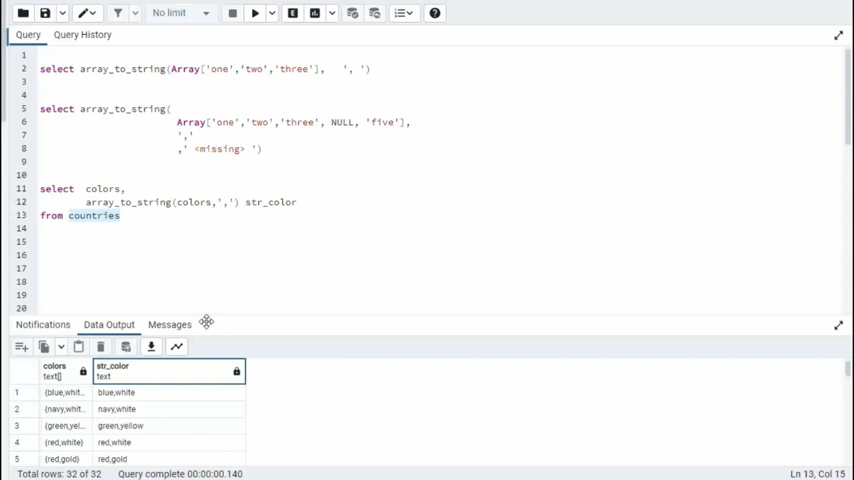 No limit
Query Query History
1
2 select array_to_string(Array['one','two','three'], ', ')
3
4
5 select array_to_string(
6 Array['one','two','three', NULL, 'five'],
7 ','
8 ,' <missing> ')
9
10
11 select colors,
12 array_to_string(colors,',') str_color
13 from countries
14
15
16
17
18
19
20
Notifications Data Output Messages
colors str_color
text[] text
1 {blue,whit... blue,white
2 {navy,whit... navy,white
3 {green,yel... green,yellow
4 {red,white} red,white
5 {red,gold} red,gold
Total rows: 32 of 32 Query complete 00:00:00.140 Ln 13, Col 15